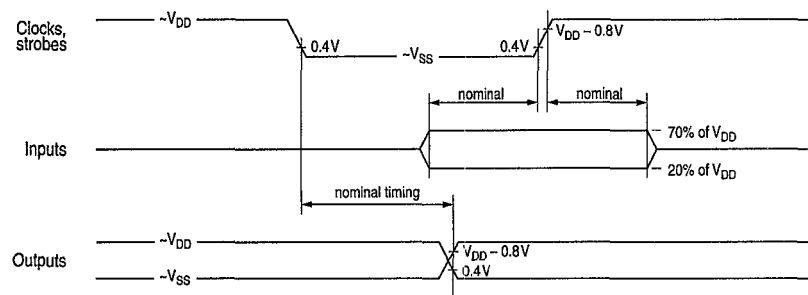 Clocks,
strobes
~VDD
0.4V
~VSS
0.4V
VDD – 0.8V
nominal
nominal
Inputs
70% of VDD
20% of VDD
nominal timing
Outputs
~VDD
VDD – 0.8V
~VSS
0.4V